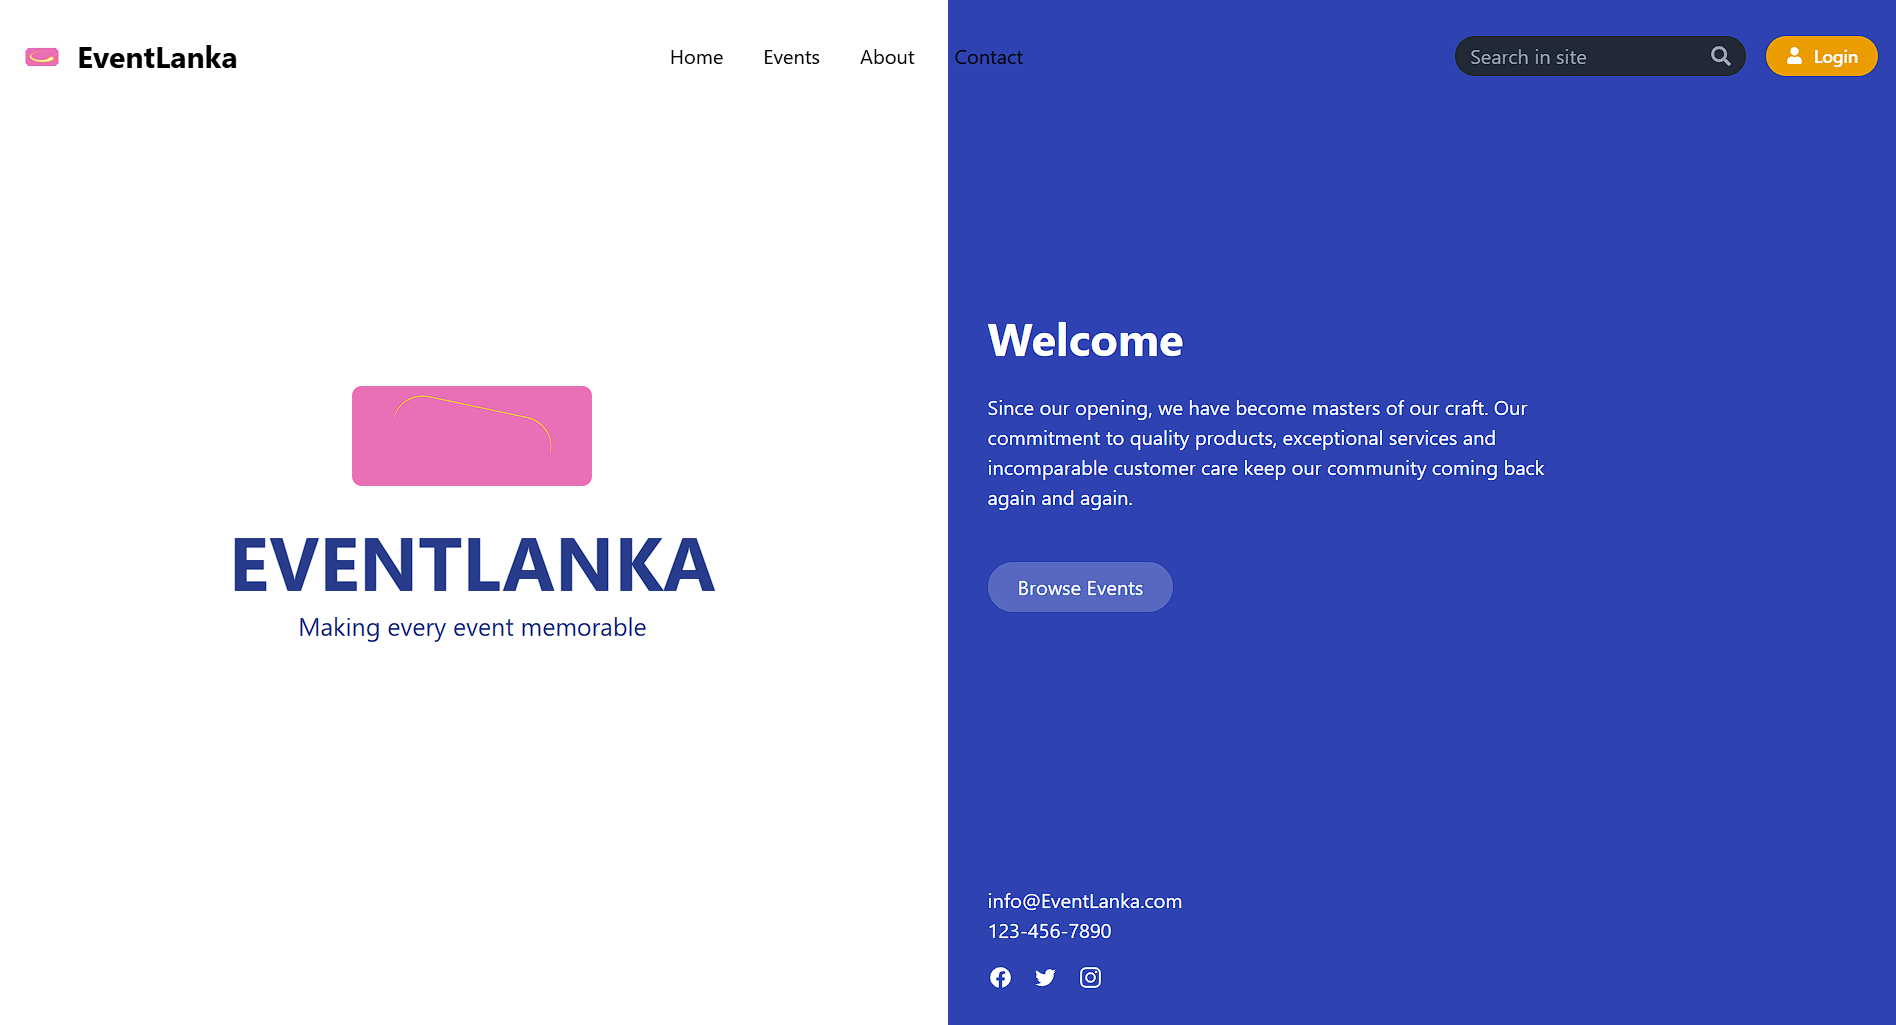 EventLanka
Home Events About Contact
Search in site
Login
EVENTLANKA
Making every event memorable
Welcome
Since our opening, we have become masters of our craft. Our
commitment to quality products, exceptional services and
incomparable customer care keep our community coming back
again and again.
Browse Events
info@EventLanka.com
123-456-7890